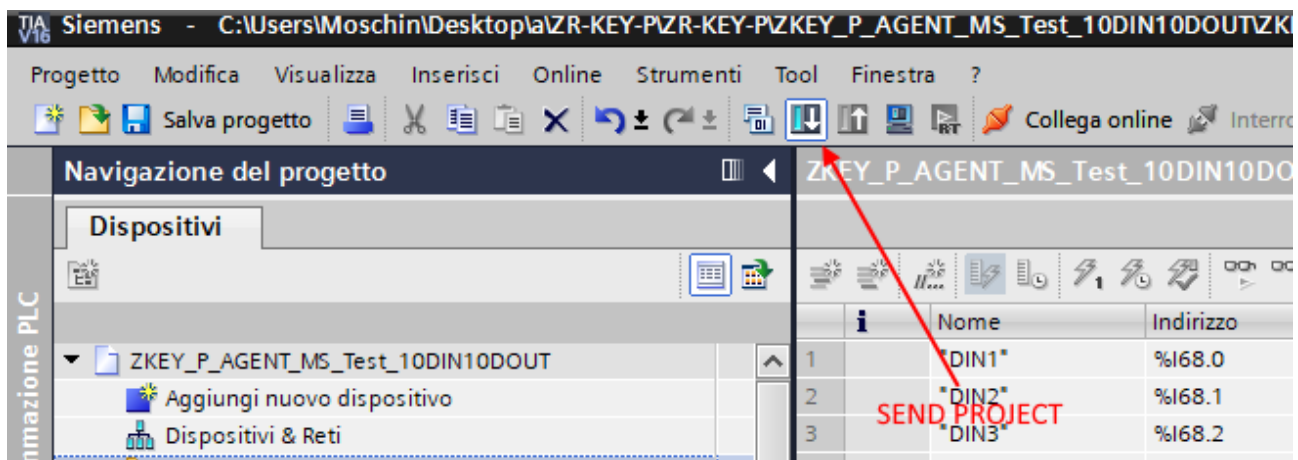 TIA V16 Siemens - C:\Users\Moschin\Desktop\a\ZR-KEY-P\ZR-KEY-P\ZKEY_P_AGENT_MS_Test_10DIN10DOUT\ZK
Progetto Modifica Visualizza Inserisci Online Strumenti Tool Finestra ?
Salva progetto Collega online Interro
Navigazione del progetto
ZKEY_P_AGENT_MS_Test_10DIN10DO
Dispositivi
mmazione PLC
i Nome Indirizzo
ZKEY_P_AGENT_MS_Test_10DIN10DOUT
1 "DIN1" %I68.0
Aggiungi nuovo dispositivo
2 "DIN2" %I68.1
SEND PROJECT
Dispositivi & Reti
3 "DIN3" %I68.2